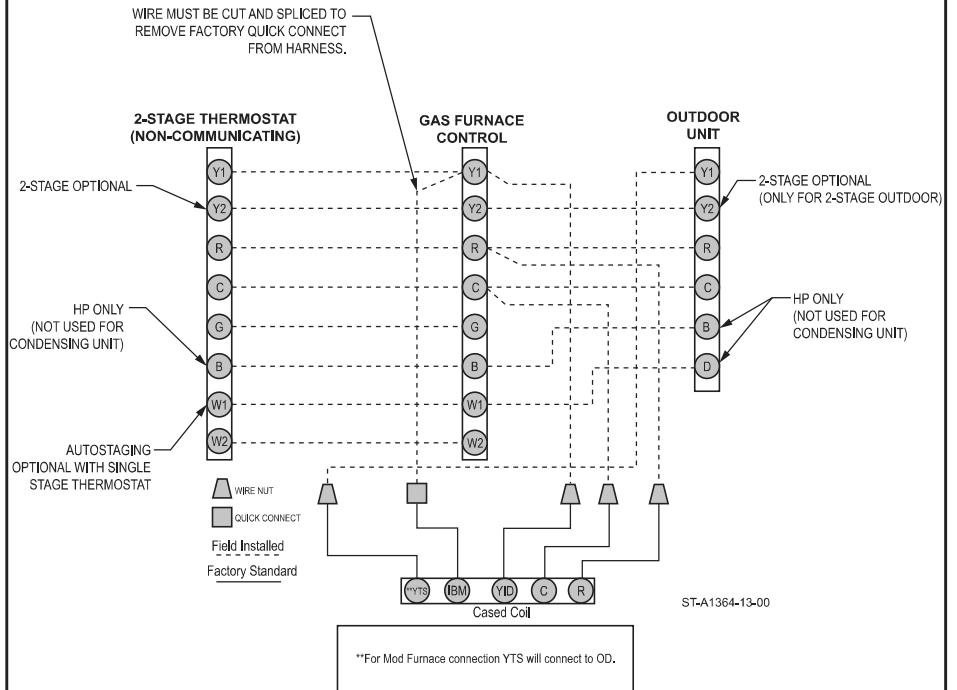 WIRE MUST BE CUT AND SPLICED TO
REMOVE FACTORY QUICK CONNECT
FROM HARNESS.
2-STAGE THERMOSTAT
(NON-COMMUNICATING)
GAS FURNACE
CONTROL
OUTDOOR
UNIT
2-STAGE OPTIONAL
HP ONLY
(NOT USED FOR
CONDENSING UNIT)
AUTOSTAGING
OPTIONAL WITH SINGLE
STAGE THERMOSTAT
Y1
Y2
R
C
G
B
W1
W2
Y1
Y2
R
C
G
B
W1
W2
Y1
Y2
R
C
B
D
2-STAGE OPTIONAL
(ONLY FOR 2-STAGE OUTDOOR)
HP ONLY
(NOT USED FOR
CONDENSING UNIT)
WIRE NUT
QUICK CONNECT
Field Installed
Factory Standard
**YTS
IBM
YID
C
R
Cased Coil
ST-A1364-13-00
**For Mod Furnace connection YTS will connect to OD.